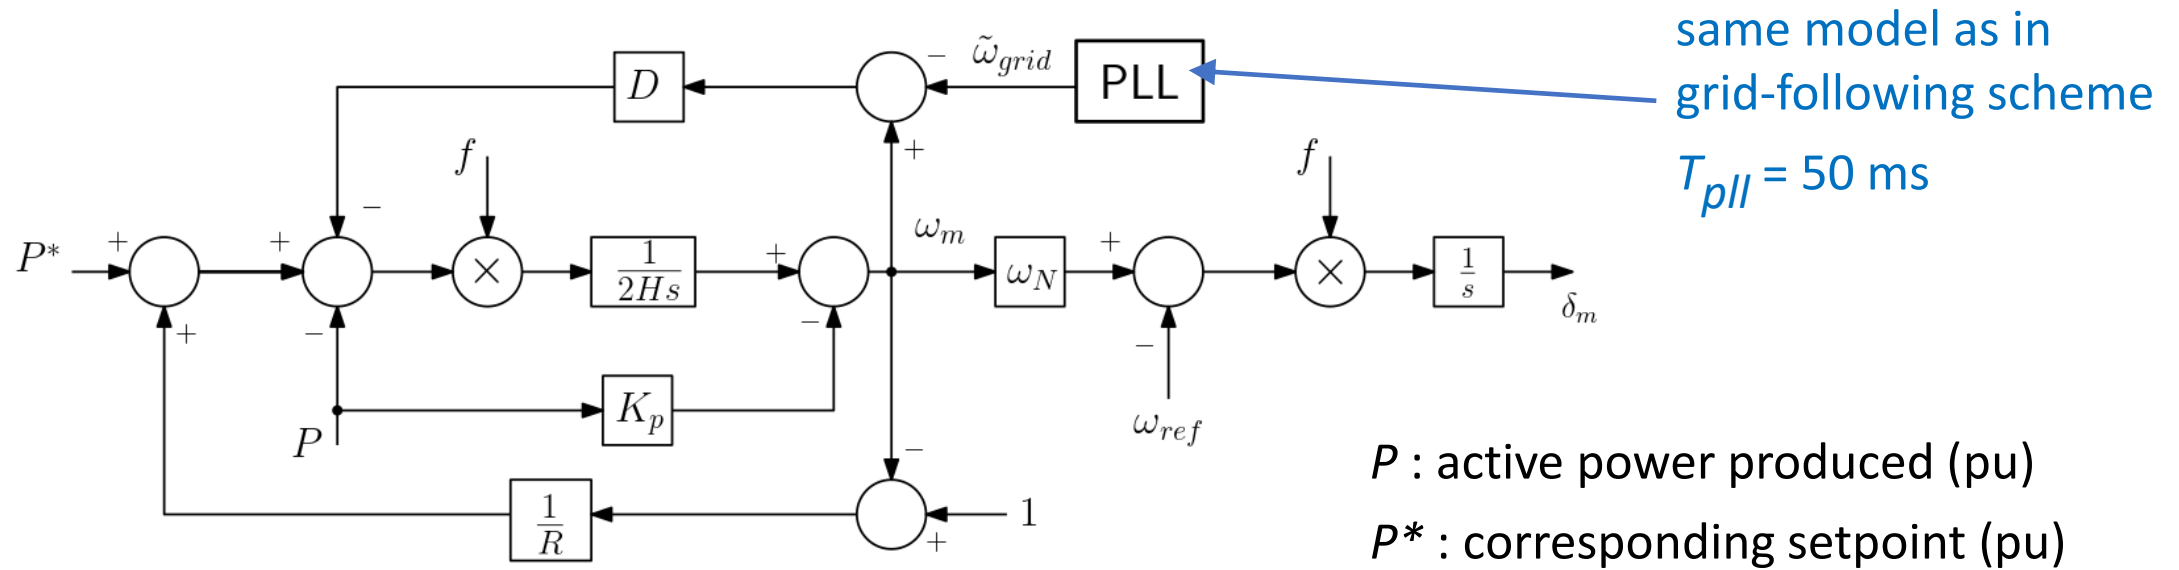 same model as in
grid-following scheme
T_pll = 50 ms
− ω̃_grid PLL
D
+
f
f
−
P* + + 1/2Hs + ω_m ω_N + 1/s
× ×
δ_m
− −
+ −
K_p
P
ω_ref
−
1/R
1
+
P : active power produced (pu)
P* : corresponding setpoint (pu)